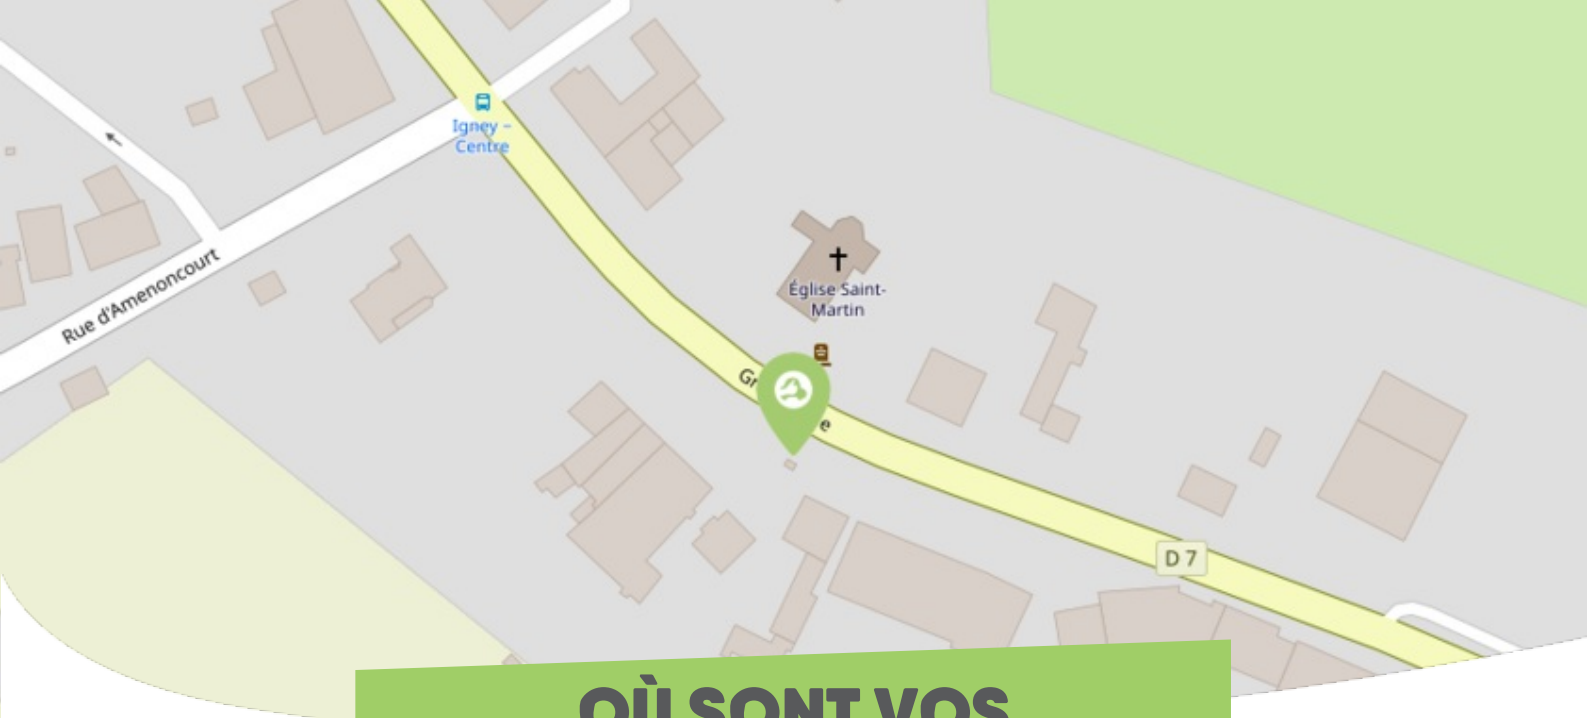 Igney –
Centre
Rue d'Amenoncourt
Église Saint-
Martin
D 7
OÙ SONT VOS